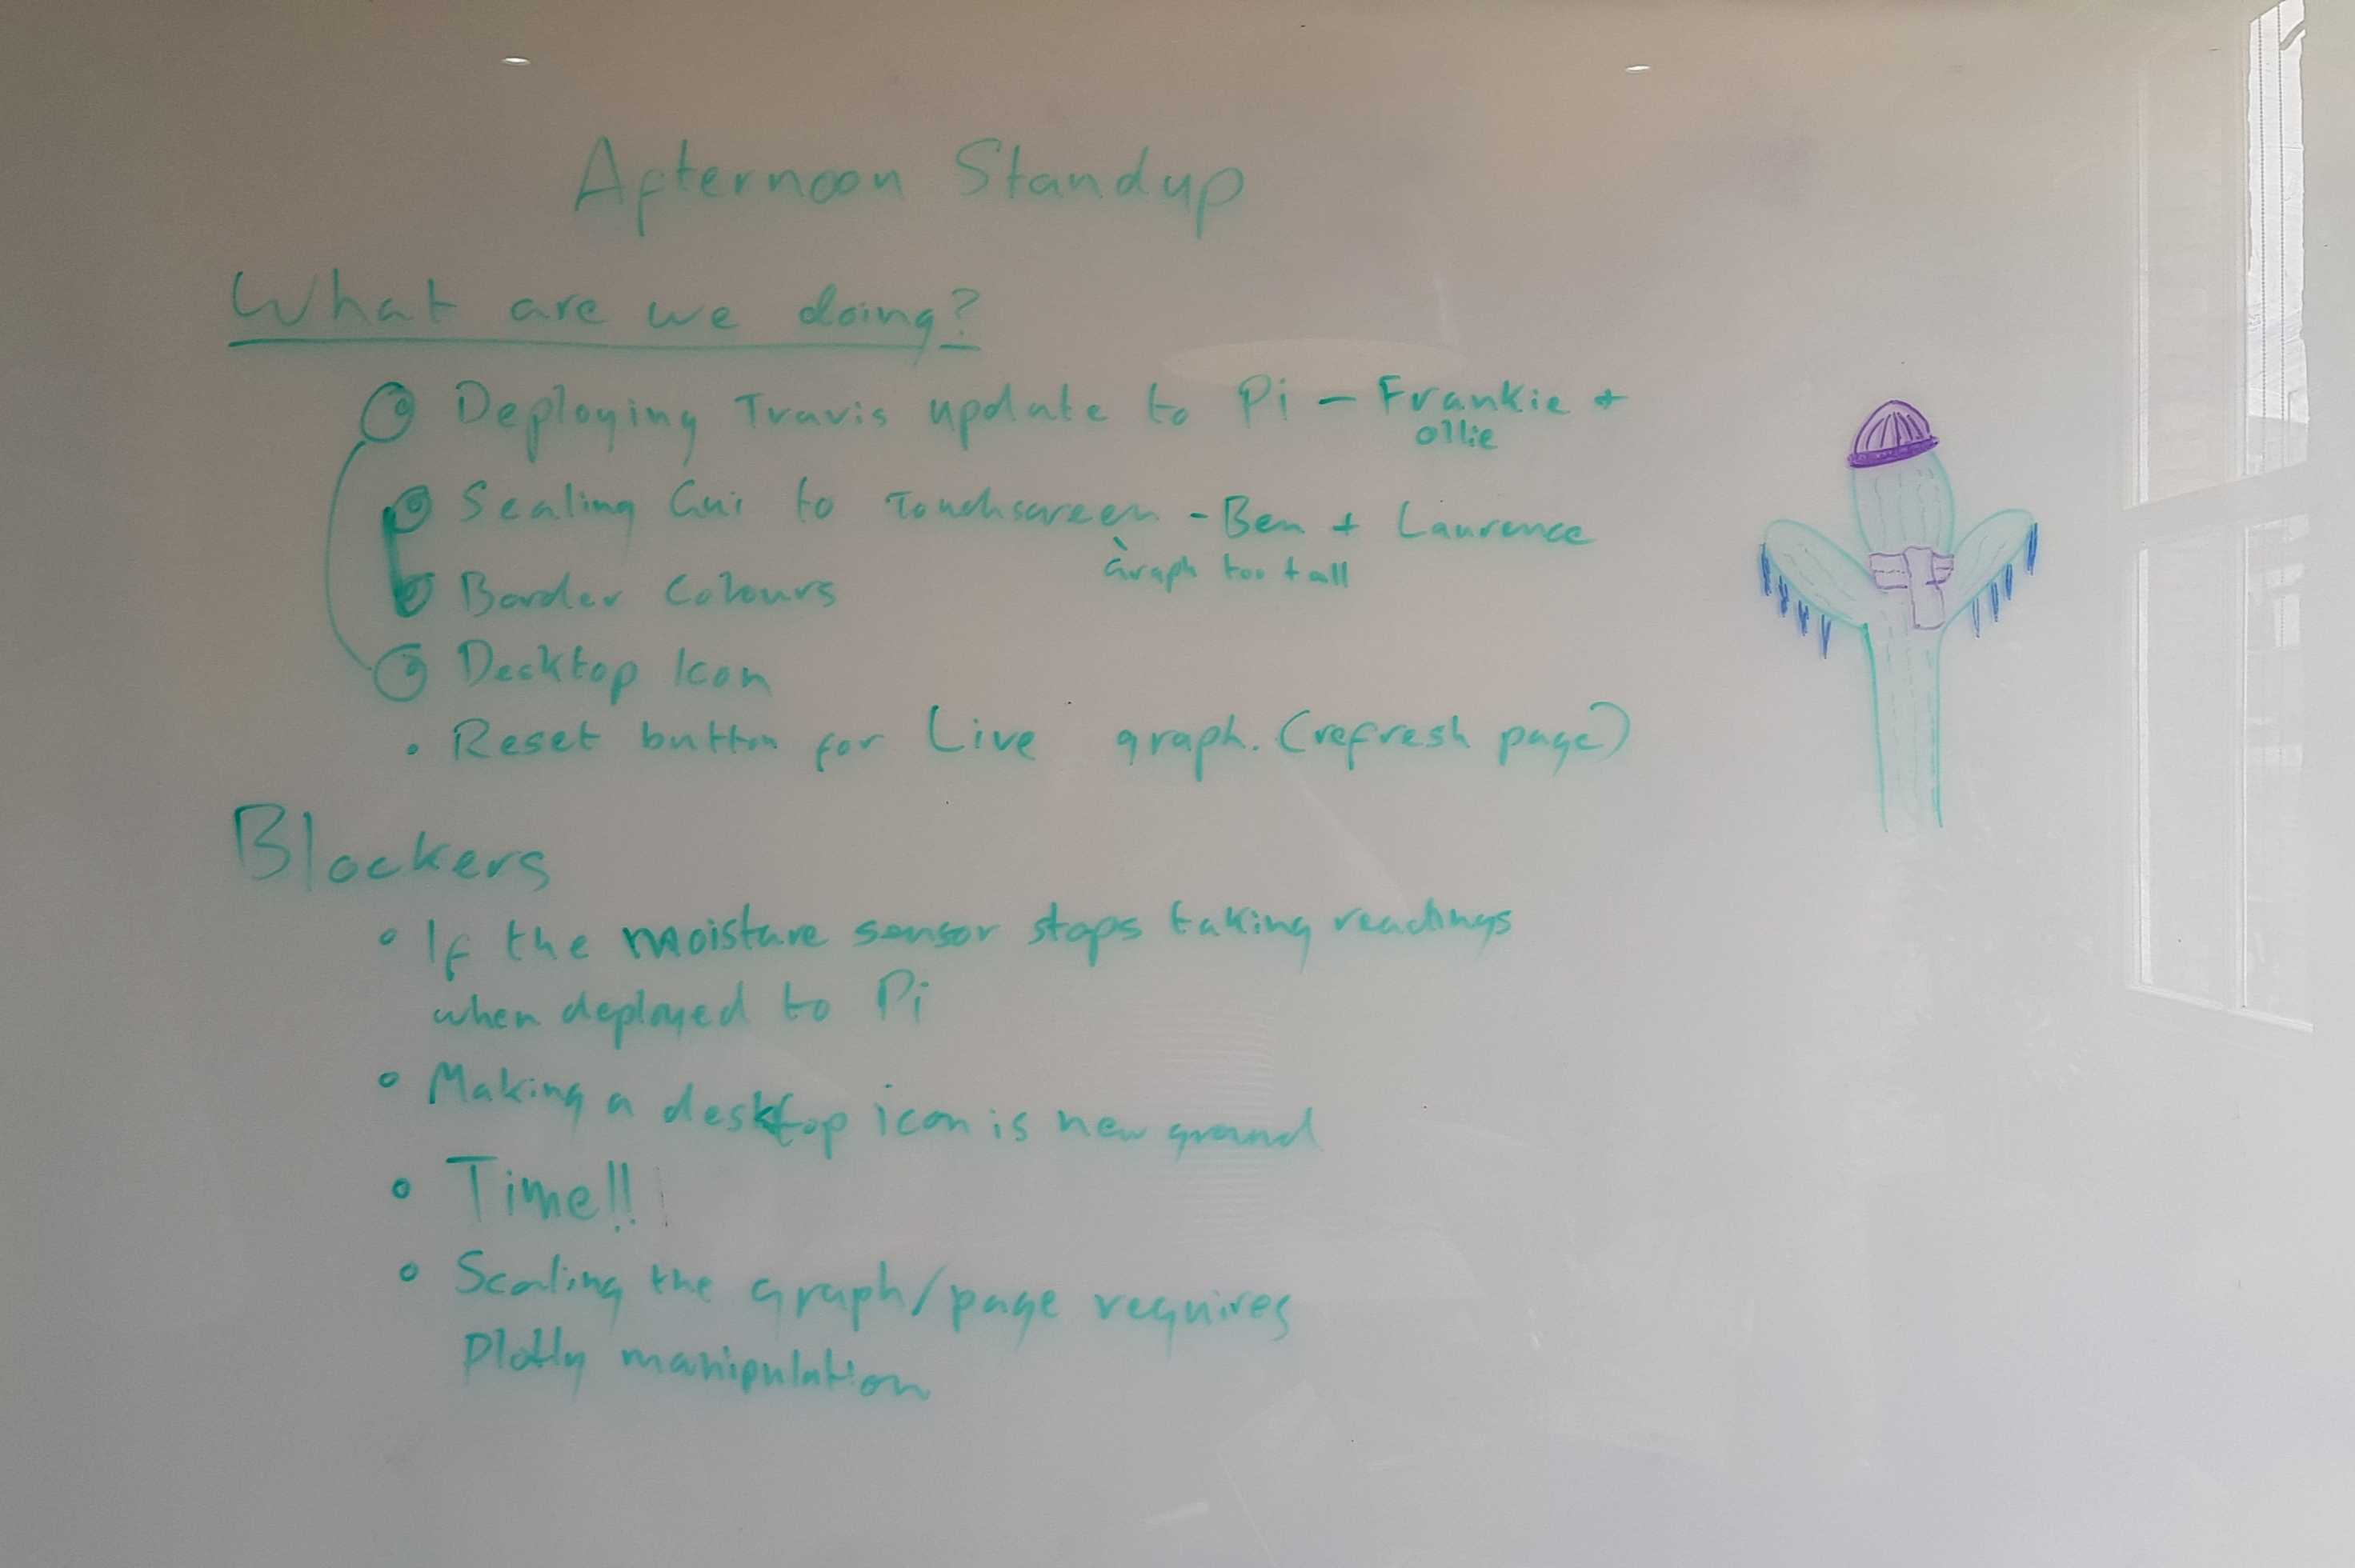 Afternoon Standup
What are we doing?
Deploying Travis update to Pi - Frankie +
Ollie
Scaling Gui to Touchscreen - Ben + Laurence
Graph too tall
Border Colours
Desktop Icon
• Reset button for Live graph. (refresh page)
Blockers
• If the moisture sensor stops taking readings
when deployed to Pi
• Making a desktop icon is new ground
• Time!!!
• Scaling the graph/page requires
Plotly manipulation